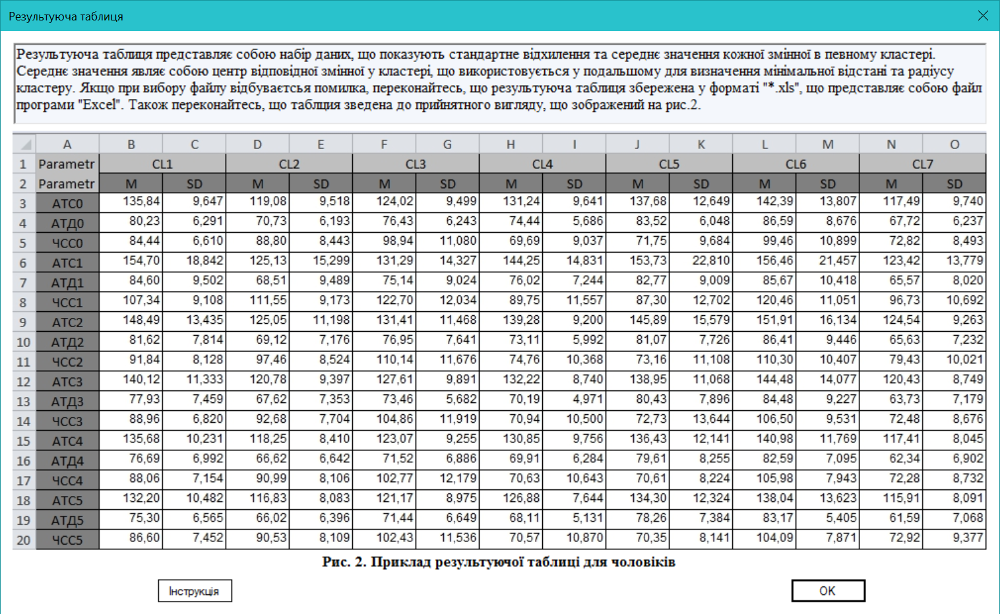 Результуюча таблиця
Результуюча таблиця представляє собою набір даних, що показують стандартне відхилення та середнє значення кожної змінної в певному кластері.
Середнє значення являє собою центр відповідної змінної у кластері, що використовується у подальшому для визначення мінімальної відстані та радіусу
кластеру. Якщо при вибору файлу відбуваєтсья помилка, переконайтесь, що результуюча таблиця збережена у форматі "*.xls", що представляє собою файл
програми "Excel". Також переконайтесь, що таблция зведена до прийнятного вигляду, що зображений на рис.2.
A B C D E F G H I J K L M N O
1 Parametr CL1 CL2 CL3 CL4 CL5 CL6 CL7
2 Parametr M SD M SD M SD M SD M SD M SD M SD
3 АТС0 135,84 9,647 119,08 9,518 124,02 9,499 131,24 9,641 137,68 12,649 142,39 13,807 117,49 9,740
4 АТД0 80,23 6,291 70,73 6,193 76,43 6,243 74,44 5,686 83,52 6,048 86,59 8,676 67,72 6,237
5 ЧСС0 84,44 6,610 88,80 8,443 98,94 11,080 69,69 9,037 71,75 9,684 99,46 10,899 72,82 8,493
6 АТС1 154,70 18,842 125,13 15,299 131,29 14,327 144,25 14,831 153,73 22,810 156,46 21,457 123,42 13,779
7 АТД1 84,60 9,502 68,51 9,489 75,14 9,024 76,02 7,244 82,77 9,009 85,67 10,418 65,57 8,020
8 ЧСС1 107,34 9,108 111,55 9,173 122,70 12,034 89,75 11,557 87,30 12,702 120,46 11,051 96,73 10,692
9 АТС2 148,49 13,435 125,05 11,198 131,41 11,468 139,28 9,200 145,89 15,579 151,91 16,134 124,54 9,263
10 АТД2 81,62 7,814 69,12 7,176 76,95 7,641 73,11 5,992 81,07 7,726 86,41 9,446 65,63 7,232
11 ЧСС2 91,84 8,128 97,46 8,524 110,14 11,676 74,76 10,368 73,16 11,108 110,30 10,407 79,43 10,021
12 АТС3 140,12 11,333 120,78 9,397 127,61 9,891 132,22 8,740 138,95 11,068 144,48 14,077 120,43 8,749
13 АТД3 77,93 7,459 67,62 7,353 73,46 5,682 70,19 4,971 80,43 7,896 84,48 9,227 63,73 7,179
14 ЧСС3 88,96 6,820 92,68 7,704 104,86 11,919 70,94 10,500 72,73 13,644 106,50 9,531 72,48 8,676
15 АТС4 135,68 10,231 118,25 8,410 123,07 9,255 130,85 9,756 136,43 12,141 140,98 11,769 117,41 8,045
16 АТД4 76,69 6,992 66,62 6,642 71,52 6,886 69,91 6,284 79,61 8,255 82,59 7,095 62,34 6,902
17 ЧСС4 88,06 7,154 90,99 8,106 102,77 12,179 70,63 10,643 70,61 8,224 105,98 7,943 72,28 8,732
18 АТС5 132,20 10,482 116,83 8,083 121,17 8,975 126,88 7,644 134,30 12,324 138,04 13,623 115,91 8,091
19 АТД5 75,30 6,565 66,02 6,396 71,44 6,649 68,11 5,131 78,26 7,384 83,17 5,405 61,59 7,068
20 ЧСС5 86,60 7,452 90,53 8,109 102,43 11,536 70,57 10,870 70,35 8,141 104,09 7,871 72,92 9,377
Рис. 2. Приклад результуючої таблиці для чоловіків
Інструкція OK